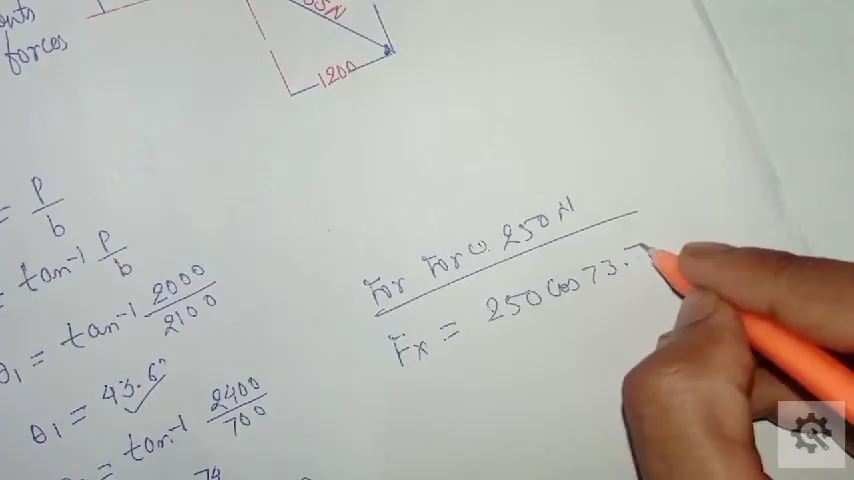 forces
1200
= P/b
= tan⁻¹ P/b
θ₁ = tan⁻¹ 2000/2100
θ₁ = 43.6°
= tan⁻¹ 2400/700
74
For Force 250 N
Fx = 250 Cos 73.7